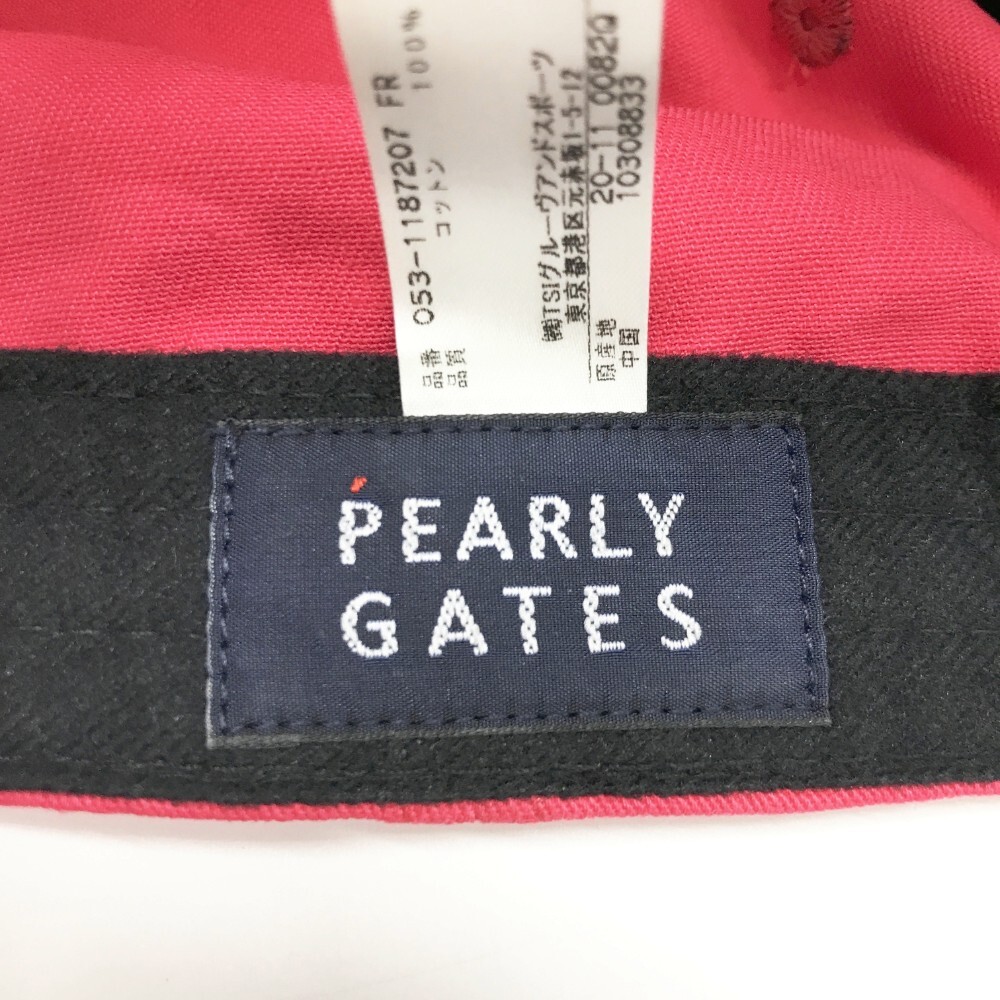 品番 053-1187207 FR
品質 コットン 100%
㈱TSIグルーヴアンドスポーツ
東京都港区元赤坂1-5-12
原産地 20-11 0082Q
中国 10308833
PEARLY
GATES